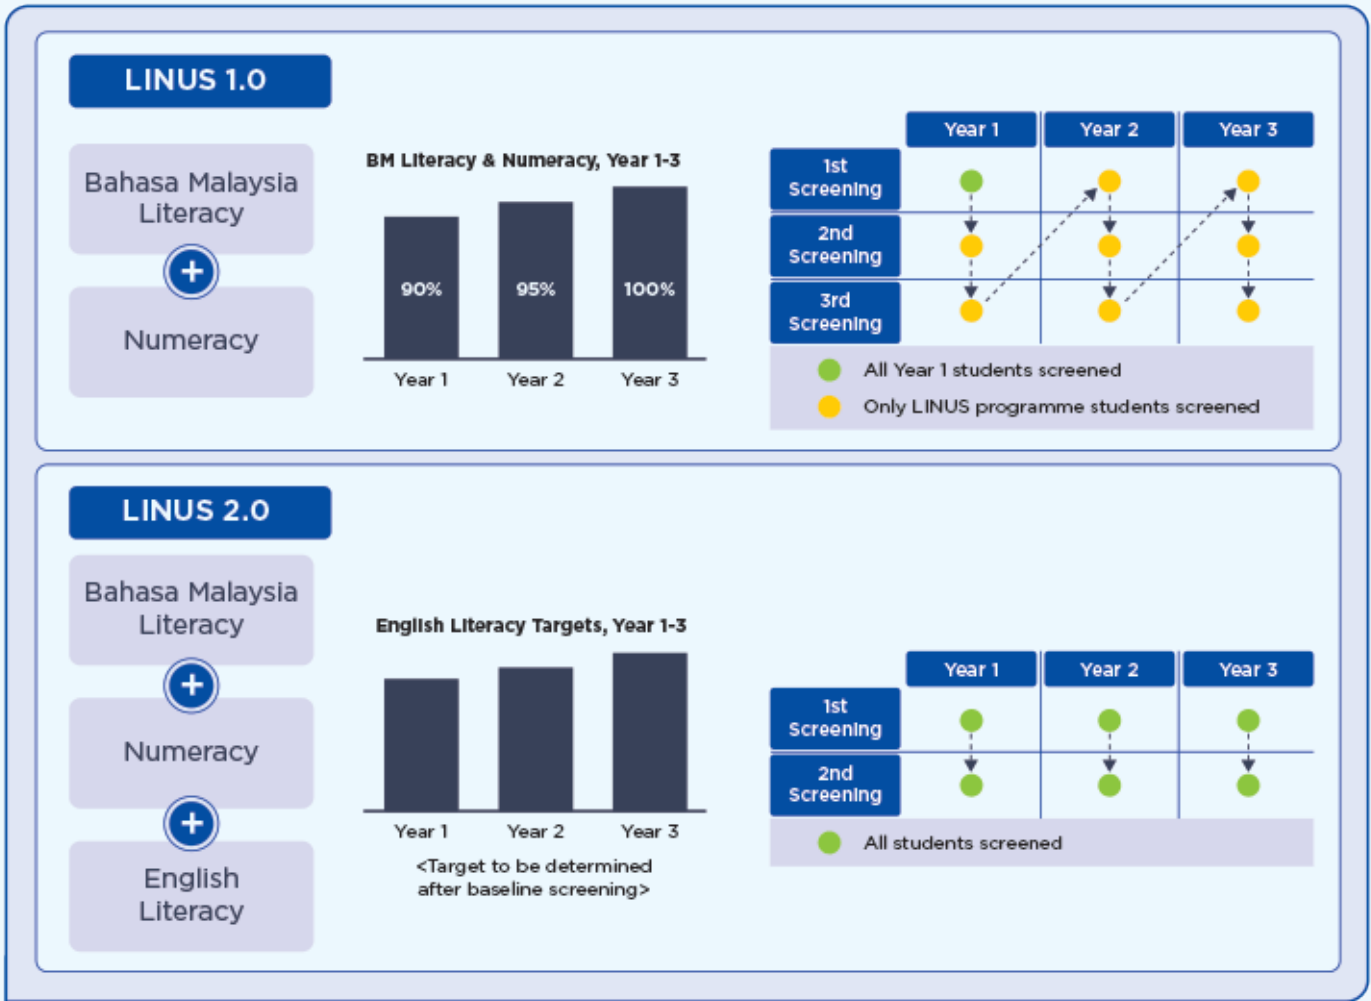 LINUS 1.0
Bahasa Malaysia
Literacy
+
Numeracy
BM Literacy & Numeracy, Year 1-3
90%
95%
100%
Year 1
Year 2
Year 3
Year 1
Year 2
Year 3
1st
Screening
2nd
Screening
3rd
Screening
All Year 1 students screened
Only LINUS programme students screened
LINUS 2.0
Bahasa Malaysia
Literacy
+
Numeracy
+
English
Literacy
English Literacy Targets, Year 1-3
Year 1
Year 2
Year 3
<Target to be determined
after baseline screening>
Year 1
Year 2
Year 3
1st
Screening
2nd
Screening
All students screened